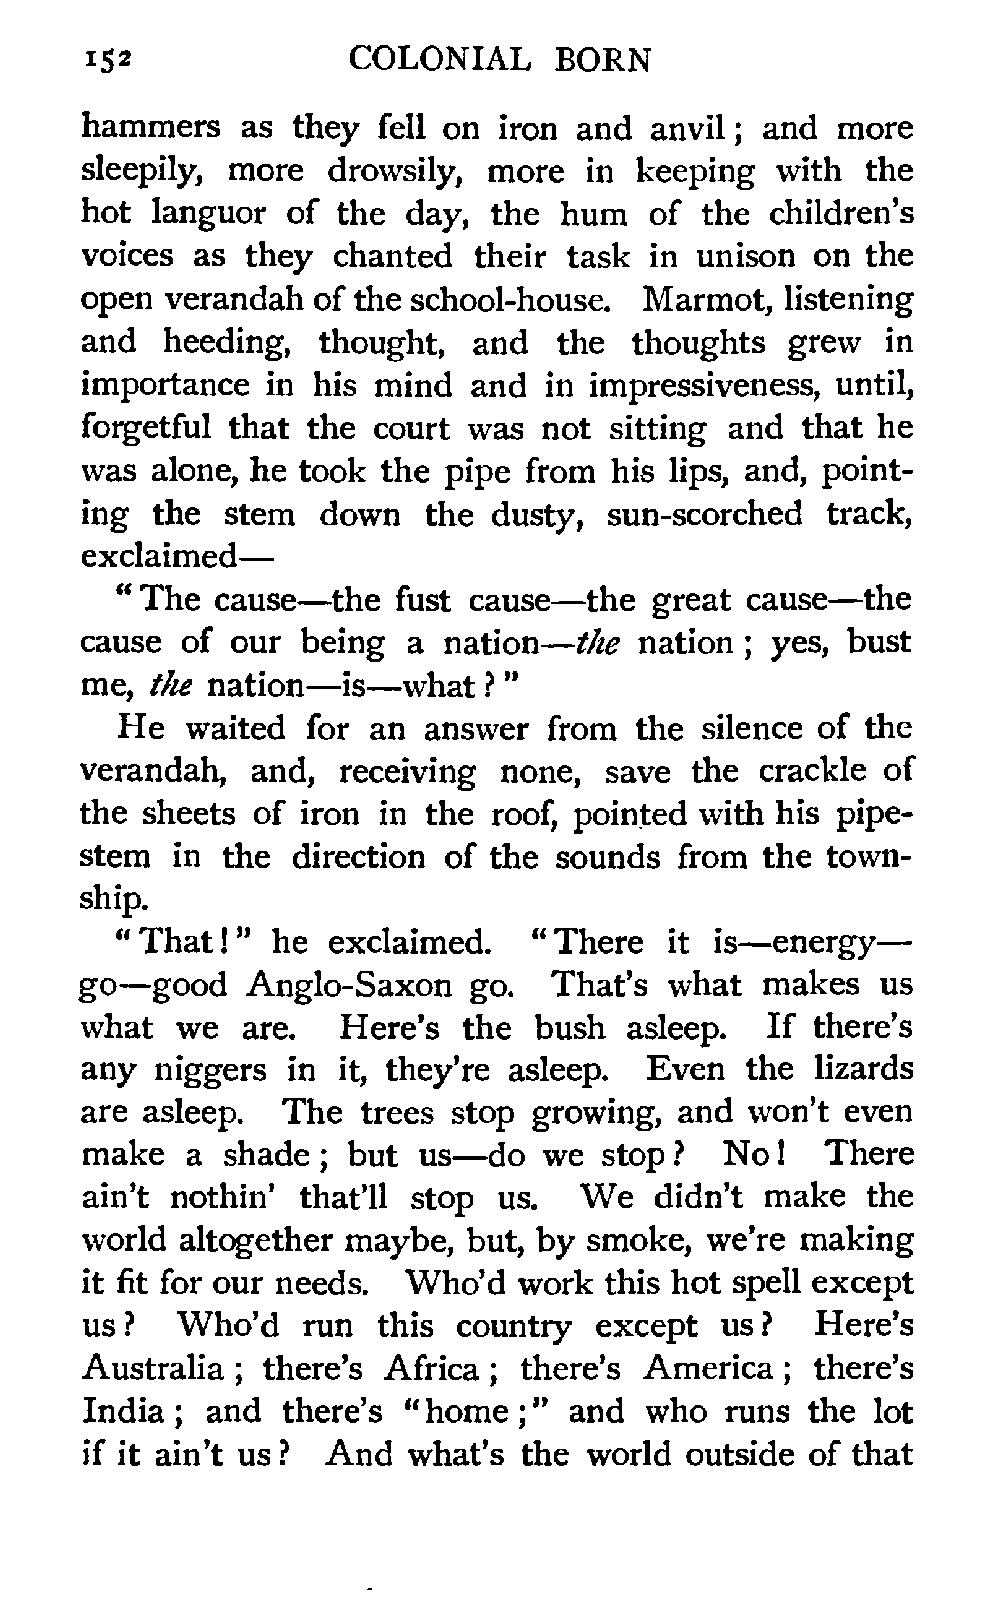 152 COLONIAL BORN
hammers as they fell on iron and anvil; and more
sleepily, more drowsily, more in keeping with the
hot languor of the day, the hum of the children's
voices as they chanted their task in unison on the
open verandah of the school-house. Marmot, listening
and heeding, thought, and the thoughts grew in
importance in his mind and in impressiveness, until,
forgetful that the court was not sitting and that he
was alone, he took the pipe from his lips, and, point-
ing the stem down the dusty, sun-scorched track,
exclaimed—
"The cause—the fust cause—the great cause—the
cause of our being a nation—the nation; yes, bust
me, the nation—is—what?"
He waited for an answer from the silence of the
verandah, and, receiving none, save the crackle of
the sheets of iron in the roof, pointed with his pipe-
stem in the direction of the sounds from the town-
ship.
"That!" he exclaimed. "There it is—energy—
go—good Anglo-Saxon go. That's what makes us
what we are. Here's the bush asleep. If there's
any niggers in it, they're asleep. Even the lizards
are asleep. The trees stop growing, and won't even
make a shade; but us—do we stop? No! There
ain't nothin' that'll stop us. We didn't make the
world altogether maybe, but, by smoke, we're making
it fit for our needs. Who'd work this hot spell except
us? Who'd run this country except us? Here's
Australia; there's Africa; there's America; there's
India; and there's "home;" and who runs the lot
if it ain't us? And what's the world outside of that